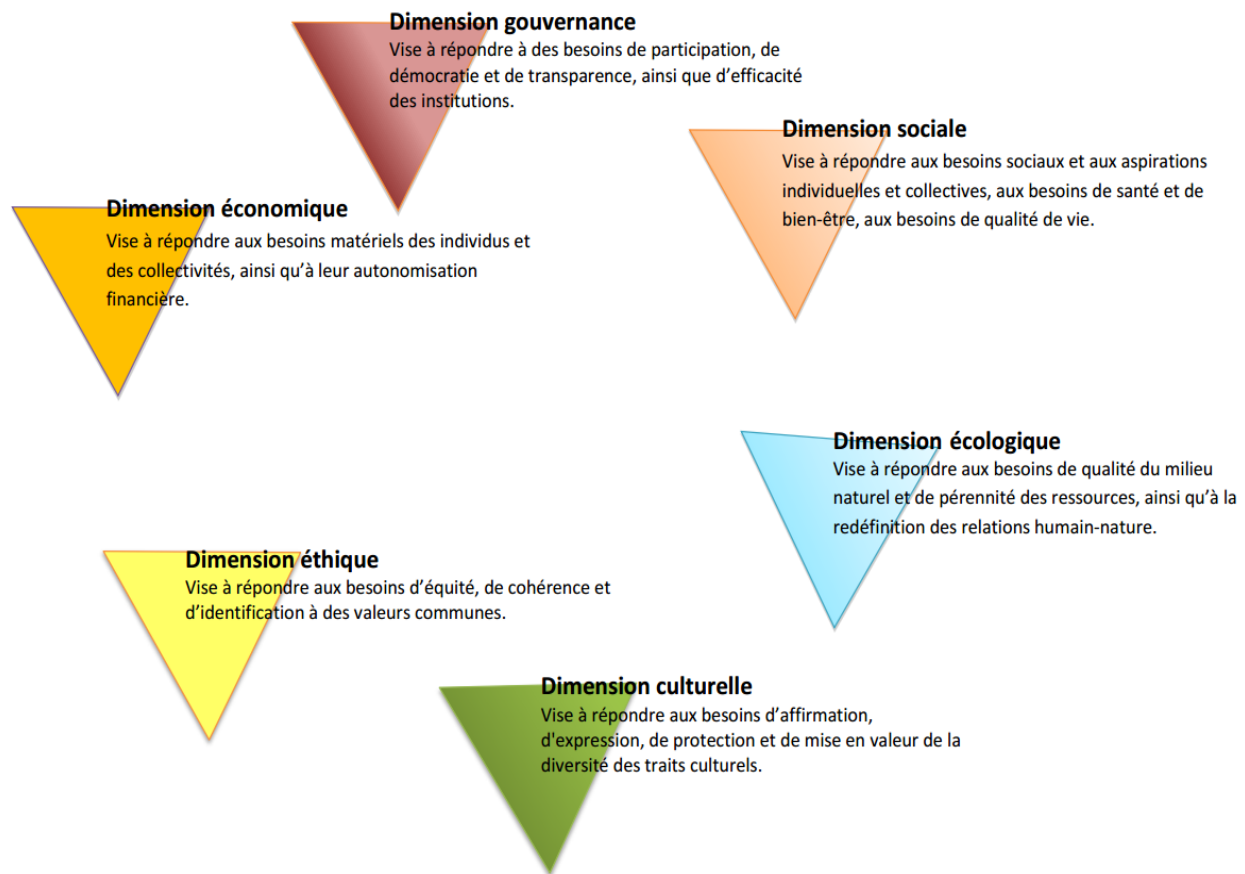 Dimension gouvernance
Vise à répondre à des besoins de participation, de
démocratie et de transparence, ainsi que d'efficacité
des institutions.
Dimension sociale
Vise à répondre aux besoins sociaux et aux aspirations
individuelles et collectives, aux besoins de santé et de
bien-être, aux besoins de qualité de vie.
Dimension économique
Vise à répondre aux besoins matériels des individus et
des collectivités, ainsi qu'à leur autonomisation
financière.
Dimension écologique
Vise à répondre aux besoins de qualité du milieu
naturel et de pérennité des ressources, ainsi qu'à la
redéfinition des relations humain-nature.
Dimension éthique
Vise à répondre aux besoins d'équité, de cohérence et
d'identification à des valeurs communes.
Dimension culturelle
Vise à répondre aux besoins d'affirmation,
d'expression, de protection et de mise en valeur de la
diversité des traits culturels.